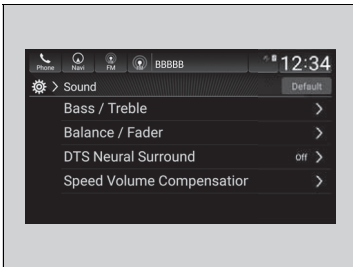 Phone Navi FM BBBBB 12:34
Sound Default
Bass / Treble
Balance / Fader
DTS Neural Surround Off
Speed Volume Compensatior